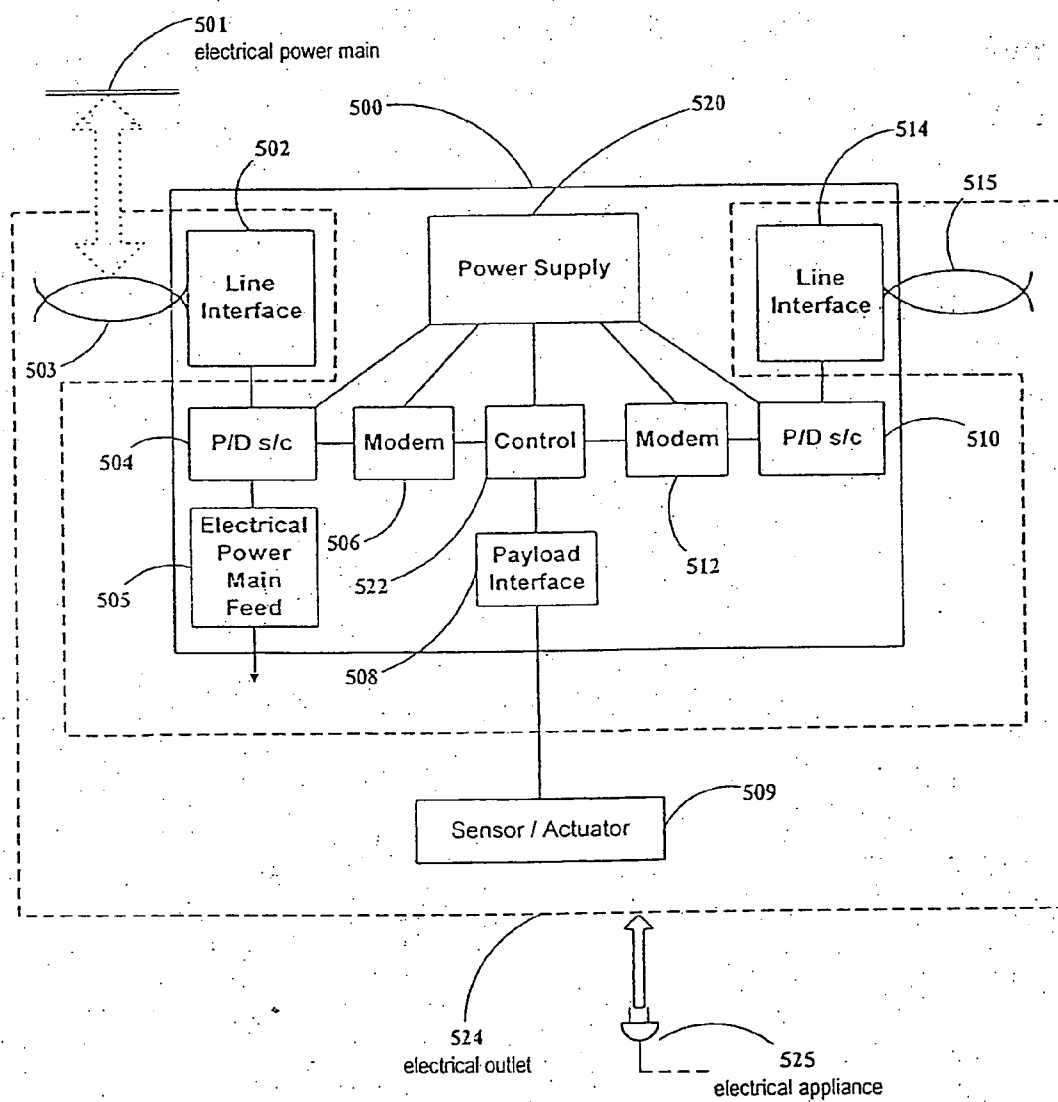 501
electrical power main
500
520
514
502
515
Line
Interface
Power Supply
Line
Interface
503
P/D s/c
Modem
Control
Modem
P/D s/c
504
510
Electrical
Power
Main
Feed
506
522
Payload
Interface
512
505
508
509
Sensor / Actuator
524
electrical outlet
525
electrical appliance